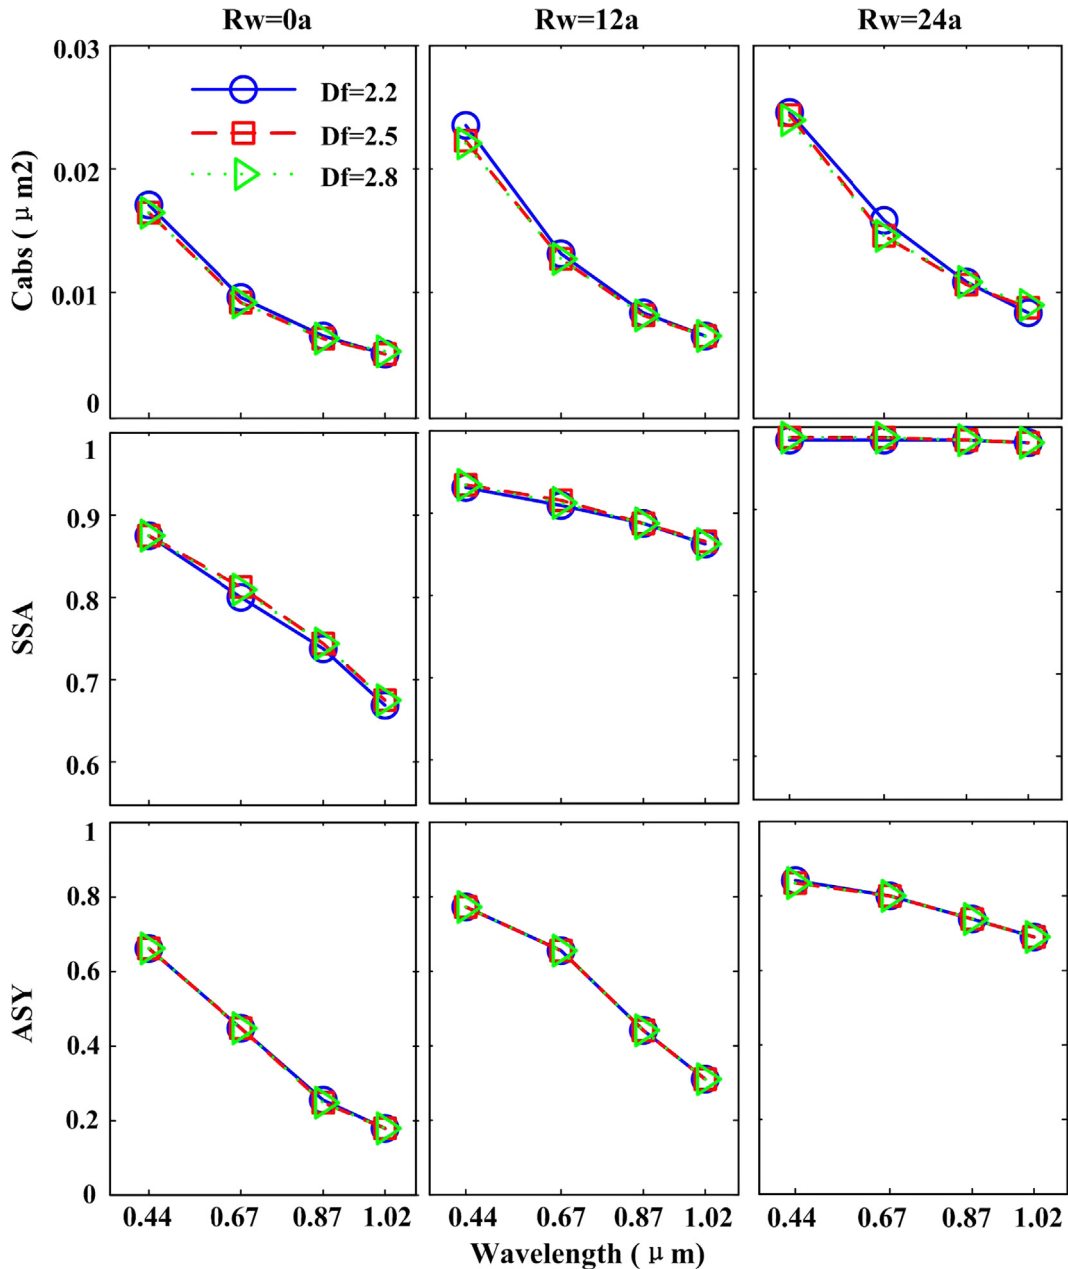 Rw=0a
Rw=12a
Rw=24a
0.03
0.02
0.01
0
Cabs ( μ m2)
Df=2.2
Df=2.5
Df=2.8
1
0.9
0.8
0.7
0.6
SSA
1
0.8
0.6
0.4
0.2
0
ASY
0.44 0.67 0.87 1.02
0.44 0.67 0.87 1.02
0.44 0.67 0.87 1.02
Wavelength ( μ m)